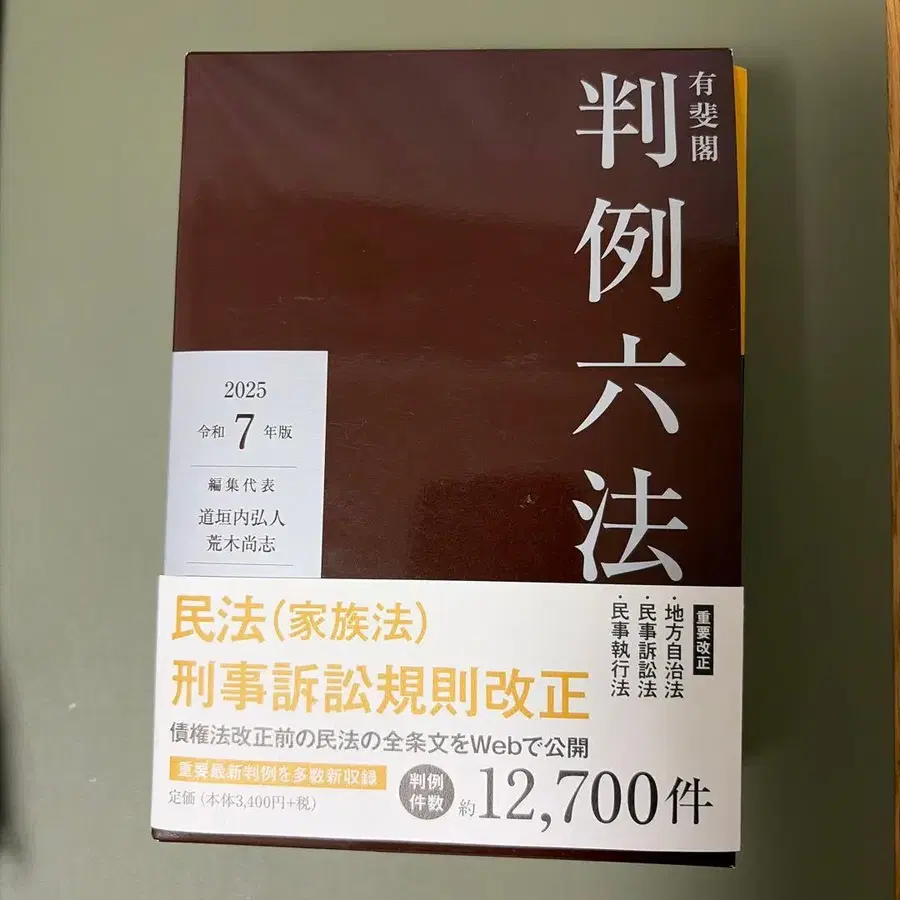 有斐閣
判例六法
2025
令和7年版
編集代表
道垣内弘人
荒木尚志
重要改正
・地方自治法
・民事訴訟法
・民事執行法
民法(家族法)
刑事訴訟規則改正
債権法改正前の民法の全条文をWebで公開
重要最新判例を多数新収録
定価(本体3,400円+税)
判例件数 約12,700件